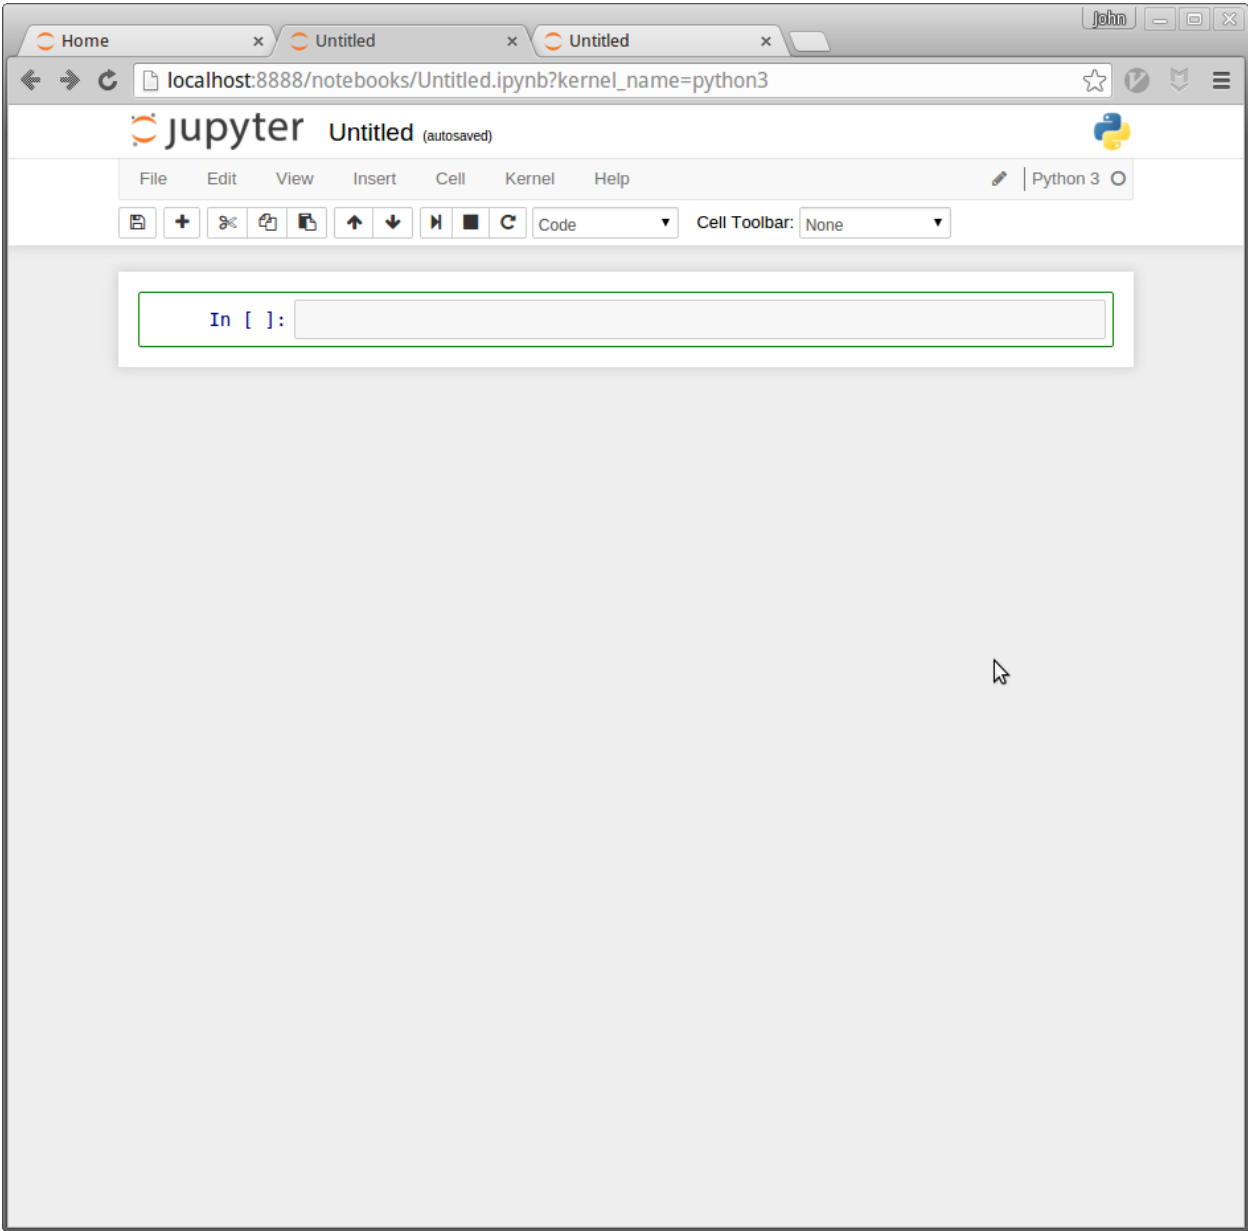 John
Home Untitled Untitled
localhost:8888/notebooks/Untitled.ipynb?kernel_name=python3
jupyter Untitled (autosaved)
File Edit View Insert Cell Kernel Help Python 3
Code Cell Toolbar: None
In [ ]: